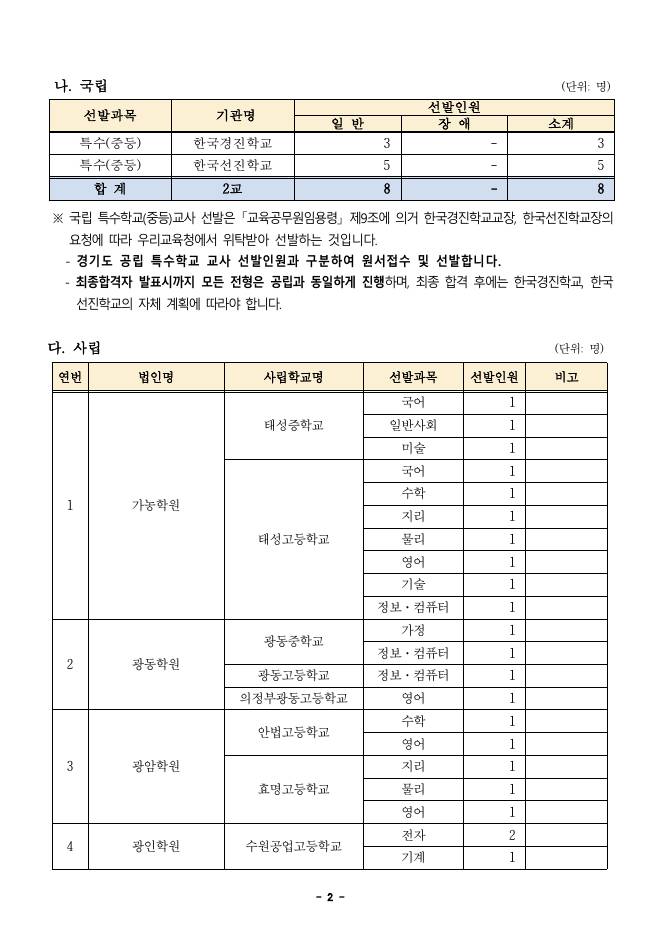 나. 국립 (단위: 명)
선발과목 기관명 선발인원
일 반 장 애 소계
특수(중등) 한국경진학교 3 - 3
특수(중등) 한국선진학교 5 - 5
합 계 2교 8 - 8
※ 국립 특수학교(중등)교사 선발은「교육공무원임용령」제9조에 의거 한국경진학교교장, 한국선진학교장의
요청에 따라 우리교육청에서 위탁받아 선발하는 것입니다.
- 경기도 공립 특수학교 교사 선발인원과 구분하여 원서접수 및 선발합니다.
- 최종합격자 발표시까지 모든 전형은 공립과 동일하게 진행하며, 최종 합격 후에는 한국경진학교, 한국
선진학교의 자체 계획에 따라야 합니다.
다. 사립 (단위: 명)
연번 법인명 사립학교명 선발과목 선발인원 비고
1 가농학원 태성중학교 국어 1
일반사회 1
미술 1
태성고등학교 국어 1
수학 1
지리 1
물리 1
영어 1
기술 1
정보・컴퓨터 1
2 광동학원 광동중학교 가정 1
정보・컴퓨터 1
광동고등학교 정보・컴퓨터 1
의정부광동고등학교 영어 1
3 광암학원 안법고등학교 수학 1
영어 1
효명고등학교 지리 1
물리 1
영어 1
4 광인학원 수원공업고등학교 전자 2
기계 1
- 2 -